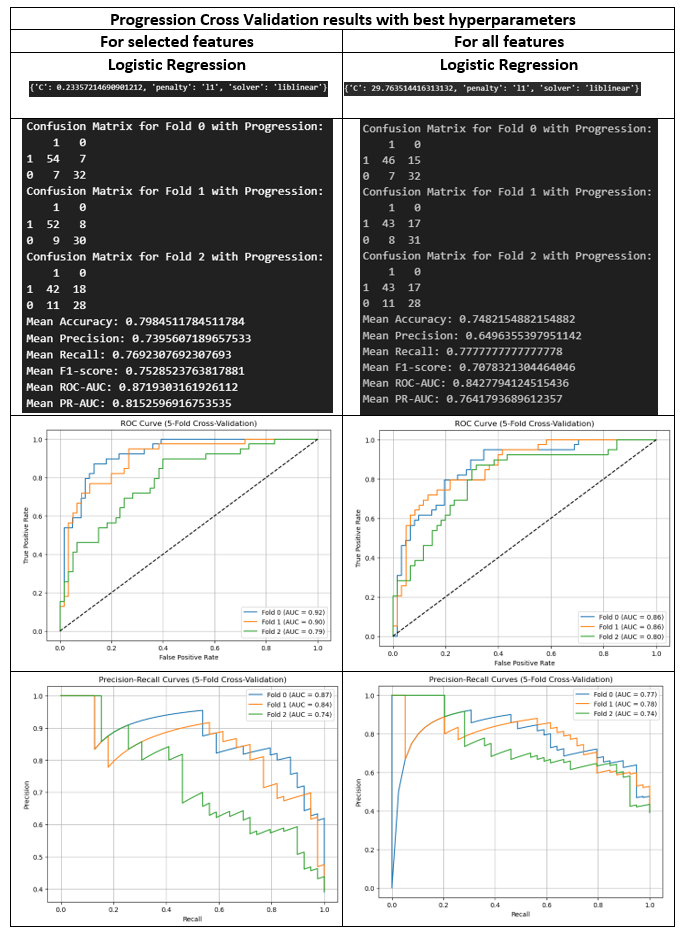 Progression Cross Validation results with best hyperparameters
For selected features
For all features
Logistic Regression
Logistic Regression
{'C': 0.23357214690901212, 'penalty': 'l1', 'solver': 'liblinear'}
{'C': 29.763514416313132, 'penalty': 'l1', 'solver': 'liblinear'}
Confusion Matrix for Fold 0 with Progression:
1 0
1 54 7
0 7 32
Confusion Matrix for Fold 1 with Progression:
1 0
1 52 8
0 9 30
Confusion Matrix for Fold 2 with Progression:
1 0
1 42 18
0 11 28
Mean Accuracy: 0.7984511784511784
Mean Precision: 0.7395607189657533
Mean Recall: 0.7692307692307693
Mean F1-score: 0.7528523763817881
Mean ROC-AUC: 0.8719303161926112
Mean PR-AUC: 0.8152596916753535
Confusion Matrix for Fold 0 with Progression:
1 0
1 46 15
0 7 32
Confusion Matrix for Fold 1 with Progression:
1 0
1 43 17
0 8 31
Confusion Matrix for Fold 2 with Progression:
1 0
1 43 17
0 11 28
Mean Accuracy: 0.7482154882154882
Mean Precision: 0.6496355397951142
Mean Recall: 0.7777777777777778
Mean F1-score: 0.7078321304464046
Mean ROC-AUC: 0.8427794124515436
Mean PR-AUC: 0.7641793689612357
ROC Curve (5-Fold Cross-Validation)
True Positive Rate
1.0
0.8
0.6
0.4
0.2
0.0
Fold 0 (AUC = 0.92)
Fold 1 (AUC = 0.90)
Fold 2 (AUC = 0.79)
0.0 0.2 0.4 0.6 0.8 1.0
False Positive Rate
ROC Curve (5-Fold Cross-Validation)
True Positive Rate
1.0
0.8
0.6
0.4
0.2
0.0
Fold 0 (AUC = 0.86)
Fold 1 (AUC = 0.86)
Fold 2 (AUC = 0.80)
0.0 0.2 0.4 0.6 0.8 1.0
False Positive Rate
Precision-Recall Curves (5-Fold Cross-Validation)
Precision
Fold 0 (AUC = 0.87)
Fold 1 (AUC = 0.84)
Fold 2 (AUC = 0.74)
1.0
0.9
0.8
0.7
0.6
0.5
0.4
0.0 0.2 0.4 0.6 0.8 1.0
Recall
Precision-Recall Curves (5-Fold Cross-Validation)
Precision
Fold 0 (AUC = 0.77)
Fold 1 (AUC = 0.78)
Fold 2 (AUC = 0.74)
1.0
0.8
0.6
0.4
0.2
0.0
0.0 0.2 0.4 0.6 0.8 1.0
Recall